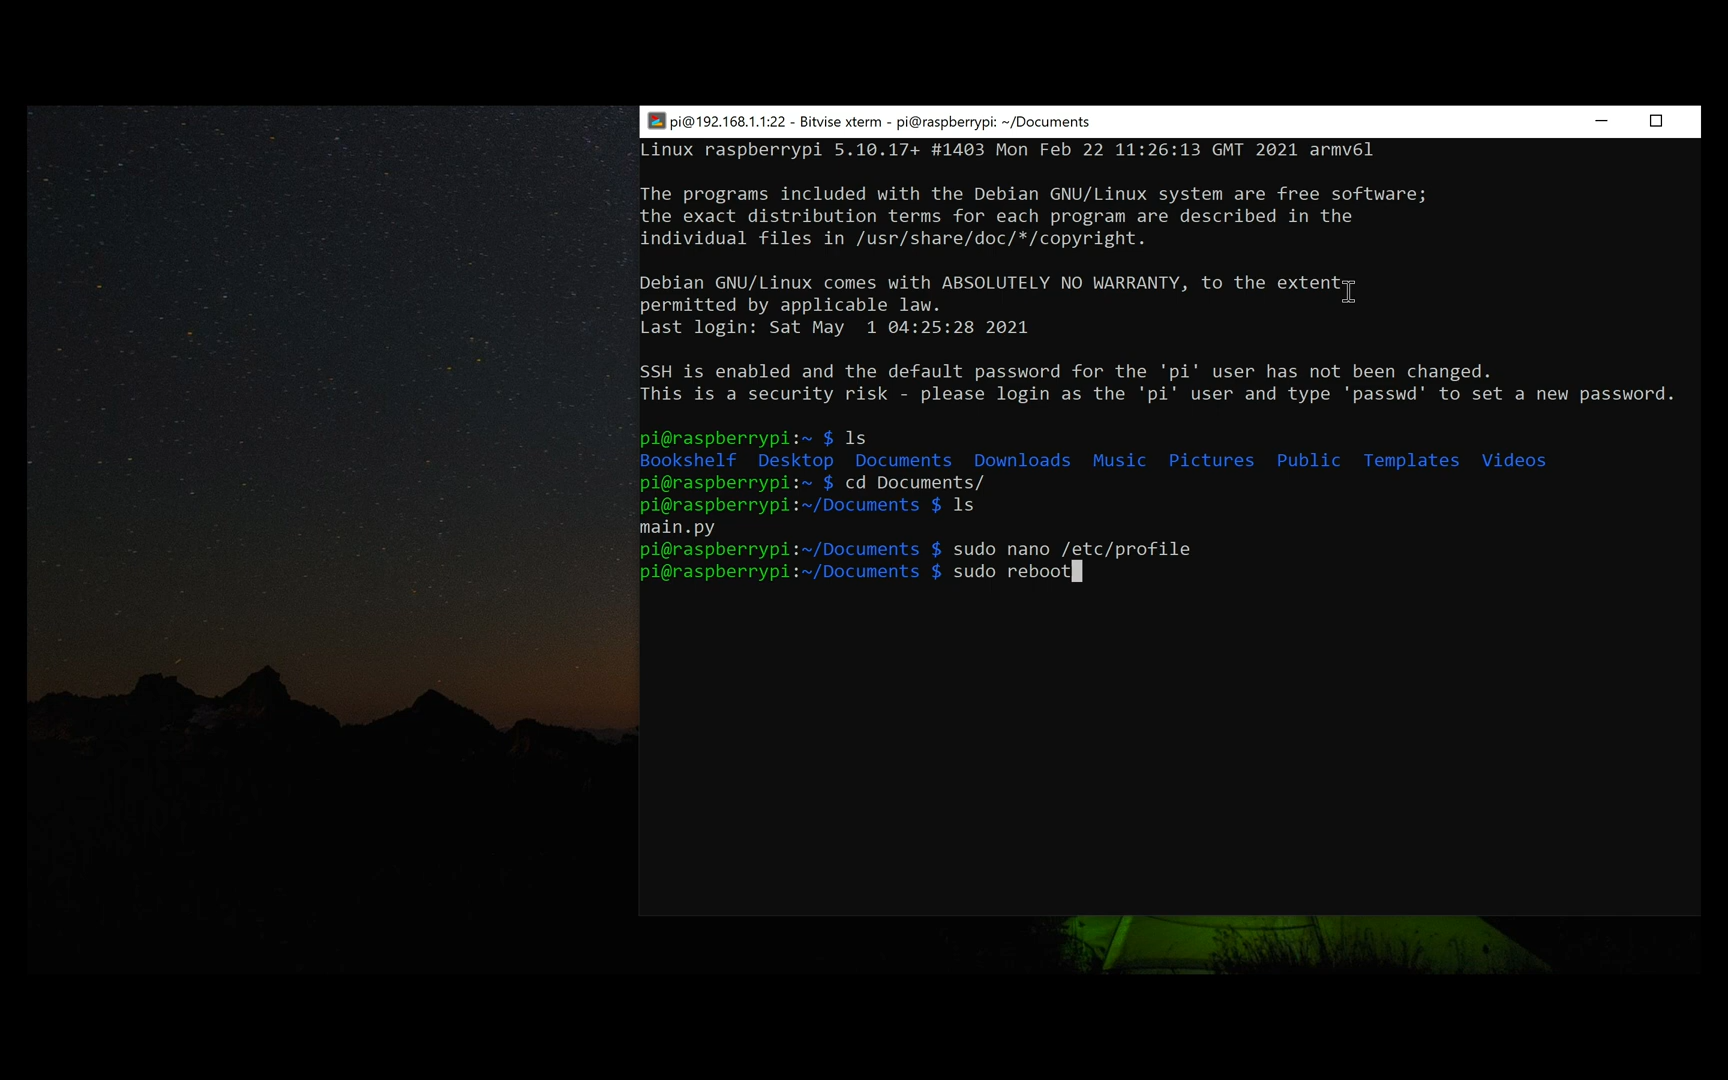 pi@192.168.1.1:22 - Bitvise xterm - pi@raspberrypi: ~/Documents
Linux raspberrypi 5.10.17+ #1403 Mon Feb 22 11:26:13 GMT 2021 armv6l
The programs included with the Debian GNU/Linux system are free software;
the exact distribution terms for each program are described in the
individual files in /usr/share/doc/*/copyright.
Debian GNU/Linux comes with ABSOLUTELY NO WARRANTY, to the extent
permitted by applicable law.
Last login: Sat May  1 04:25:28 2021
SSH is enabled and the default password for the 'pi' user has not been changed.
This is a security risk - please login as the 'pi' user and type 'passwd' to set a new password.
pi@raspberrypi:~ $ ls
Bookshelf  Desktop  Documents  Downloads  Music  Pictures  Public  Templates  Videos
pi@raspberrypi:~ $ cd Documents/
pi@raspberrypi:~/Documents $ ls
main.py
pi@raspberrypi:~/Documents $ sudo nano /etc/profile
pi@raspberrypi:~/Documents $ sudo reboot